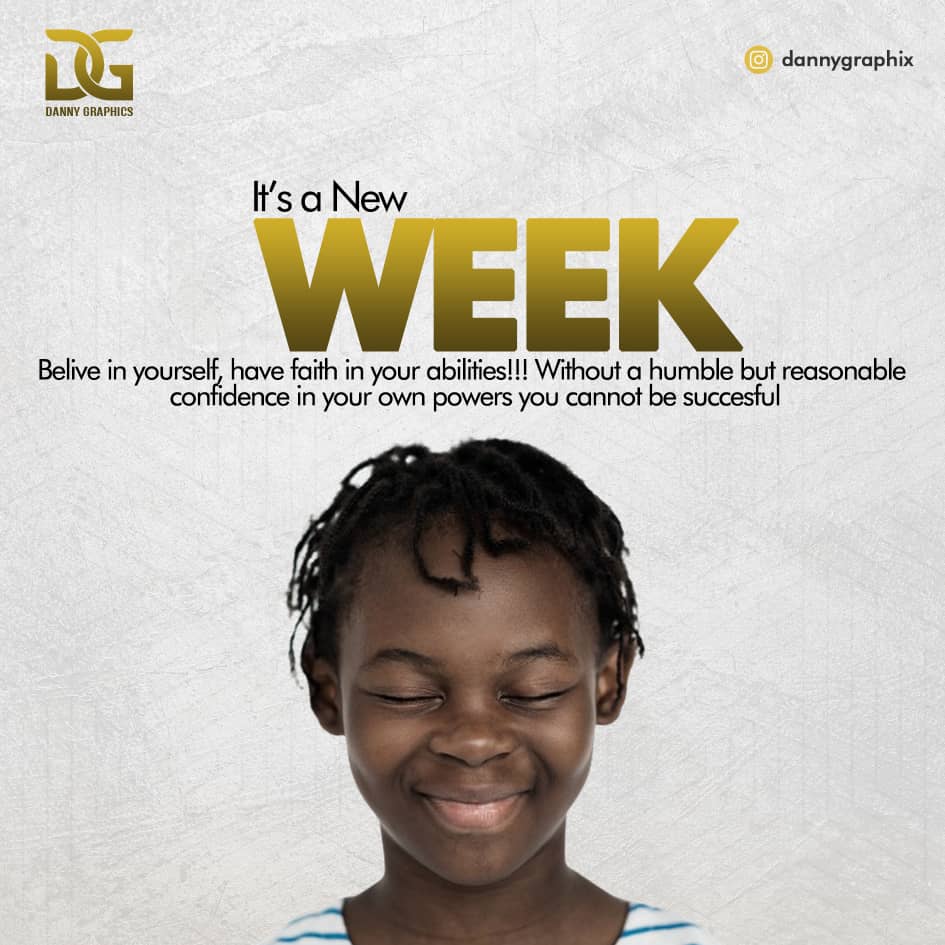 DG
DANNY GRAPHICS
dannygraphix
It's a New
WEEK
Belive in yourself, have faith in your abilities!!! Without a humble but reasonable
confidence in your own powers you cannot be succesful